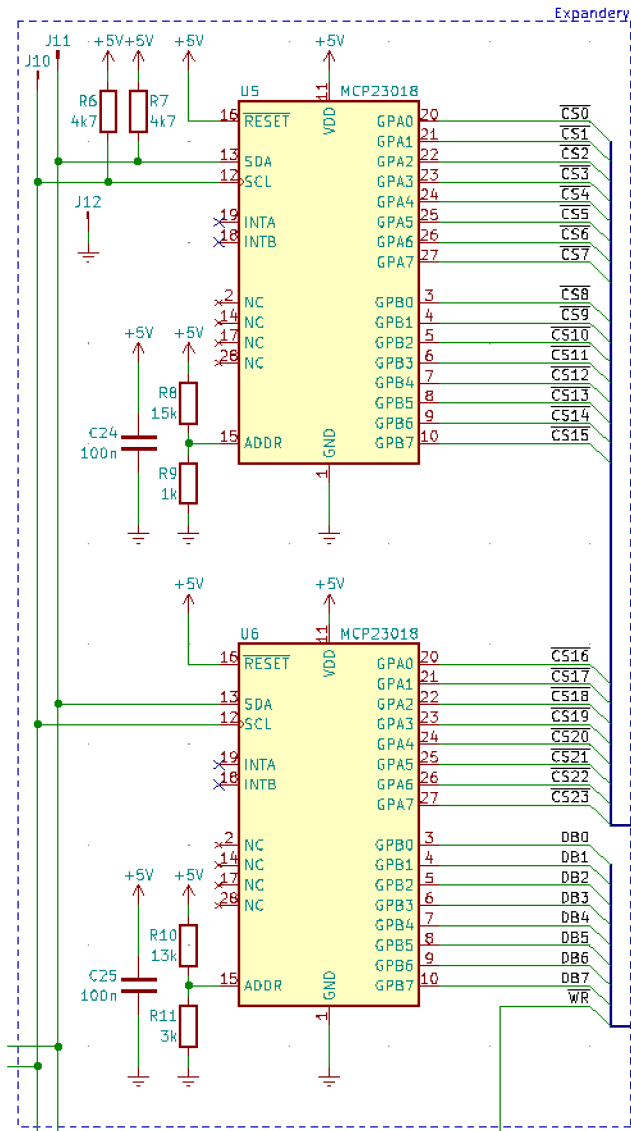 Expandery
J11 +5V +5V +5V +5V
J10
U5 MCP23018
R6 4k7
R7 4k7
11 VDD
16 RESET GPA0 20 CS0
GPA1 21 CS1
13 SDA GPA2 22 CS2
12 SCL GPA3 23 CS3
GPA4 24 CS4
J12
19 INTA GPA5 25 CS5
18 INTB GPA6 26 CS6
GPA7 27 CS7
2 NC GPB0 3 CS8
14 NC GPB1 4 CS9
17 NC GPB2 5 CS10
28 NC GPB3 6 CS11
+5V +5V
GPB4 7 CS12
R8 15k
GPB5 8 CS13
GPB6 9 CS14
C24 100n
15 ADDR GPB7 10 CS15
GND 1
R9 1k
+5V +5V
U6 MCP23018
11 VDD
16 RESET GPA0 20 CS16
GPA1 21 CS17
13 SDA GPA2 22 CS18
12 SCL GPA3 23 CS19
GPA4 24 CS20
19 INTA GPA5 25 CS21
18 INTB GPA6 26 CS22
GPA7 27 CS23
2 NC GPB0 3 DB0
14 NC GPB1 4 DB1
17 NC GPB2 5 DB2
28 NC GPB3 6 DB3
+5V +5V
GPB4 7 DB4
R10 13k
GPB5 8 DB5
GPB6 9 DB6
C25 100n
15 ADDR GPB7 10 DB7
WR
GND 1
R11 3k